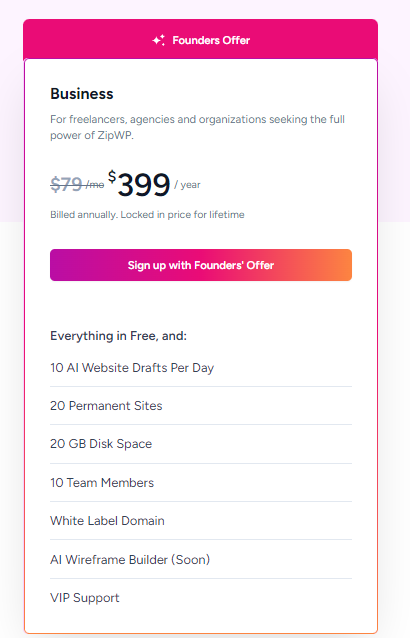 Founders Offer
Business
For freelancers, agencies and organizations seeking the full
power of ZipWP.
$79 /mo $399 / year
Billed annually. Locked in price for lifetime
Sign up with Founders' Offer
Everything in Free, and:
10 AI Website Drafts Per Day
20 Permanent Sites
20 GB Disk Space
10 Team Members
White Label Domain
AI Wireframe Builder (Soon)
VIP Support